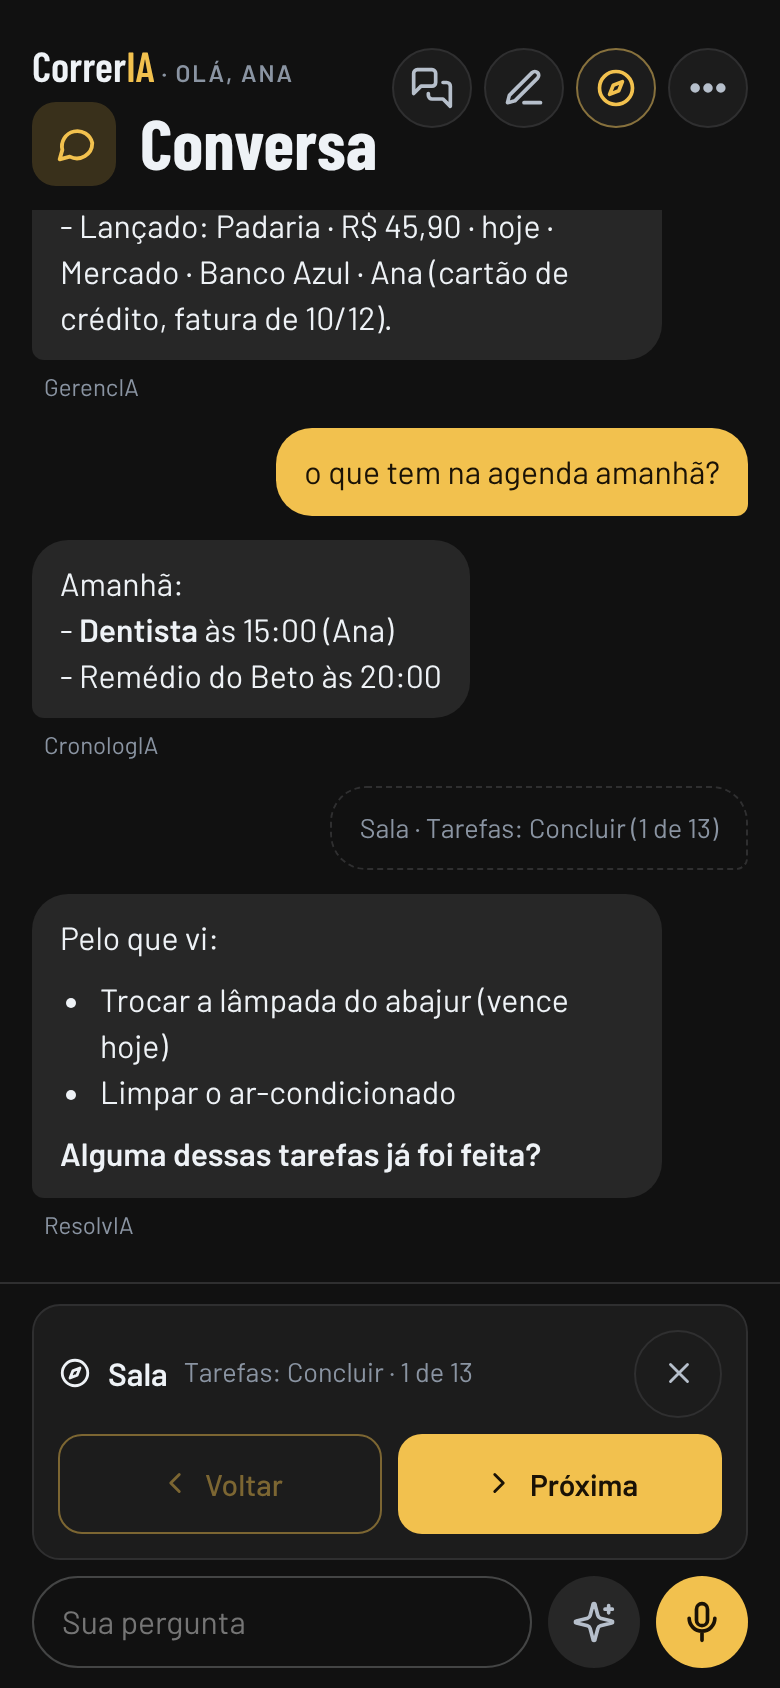 CorrerIA · OLÁ, ANA
Conversa
- Lançado: Padaria · R$ 45,90 · hoje ·
Mercado · Banco Azul · Ana (cartão de
crédito, fatura de 10/12).
GerencIA
o que tem na agenda amanhã?
Amanhã:
- Dentista às 15:00 (Ana)
- Remédio do Beto às 20:00
CronologIA
Sala · Tarefas: Concluir (1 de 13)
Pelo que vi:
• Trocar a lâmpada do abajur (vence
hoje)
• Limpar o ar-condicionado
Alguma dessas tarefas já foi feita?
ResolvIA
Sala Tarefas: Concluir · 1 de 13
Voltar
Próxima
Sua pergunta